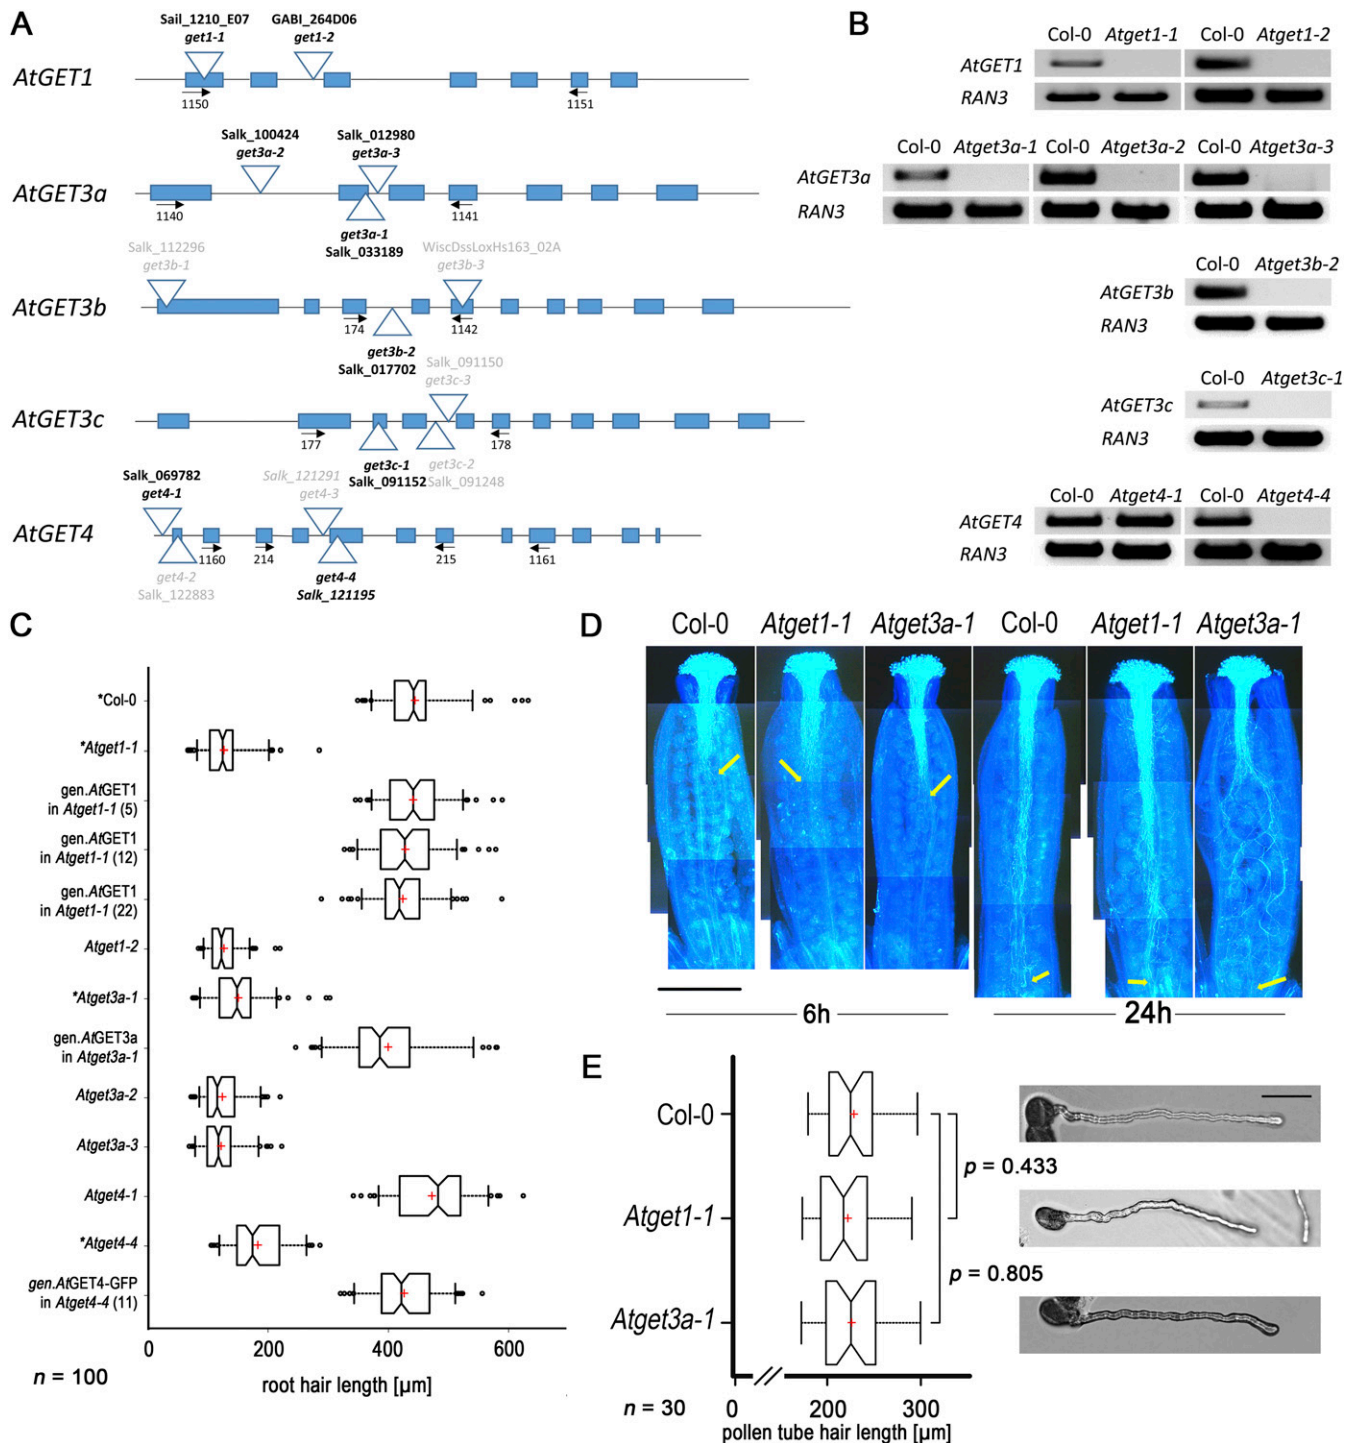 A
Sail_1210_E07 GABI_264D06
get1-1 get1-2
AtGET1
1150 1151
Salk_100424 Salk_012980
get3a-2 get3a-3
AtGET3a
1140 1141
get3a-1
Salk_033189
Salk_112296 WiscDssLoxHs163_02A
get3b-1 get3b-3
AtGET3b
174 1142
get3b-2
Salk_017702
Salk_091150
get3c-3
AtGET3c
177 178
get3c-1 get3c-2
Salk_091152 Salk_091248
Salk_069782 Salk_121291
get4-1 get4-3
AtGET4
1160 214 215 1161
get4-2 get4-4
Salk_122883 Salk_121195
B
Col-0 Atget1-1 Col-0 Atget1-2
AtGET1
RAN3
Col-0 Atget3a-1 Col-0 Atget3a-2 Col-0 Atget3a-3
AtGET3a
RAN3
Col-0 Atget3b-2
AtGET3b
RAN3
Col-0 Atget3c-1
AtGET3c
RAN3
Col-0 Atget4-1 Col-0 Atget4-4
AtGET4
RAN3
C
*Col-0
*Atget1-1
gen.AtGET1
in Atget1-1 (5)
gen.AtGET1
in Atget1-1 (12)
gen.AtGET1
in Atget1-1 (22)
Atget1-2
*Atget3a-1
gen.AtGET3a
in Atget3a-1
Atget3a-2
Atget3a-3
Atget4-1
*Atget4-4
gen.AtGET4-GFP
in Atget4-4 (11)
0 200 400 600
n = 100 root hair length [µm]
D
Col-0 Atget1-1 Atget3a-1 Col-0 Atget1-1 Atget3a-1
6h 24h
E
Col-0
p = 0.433
Atget1-1
p = 0.805
Atget3a-1
n = 30 0 200 300
pollen tube hair length [µm]